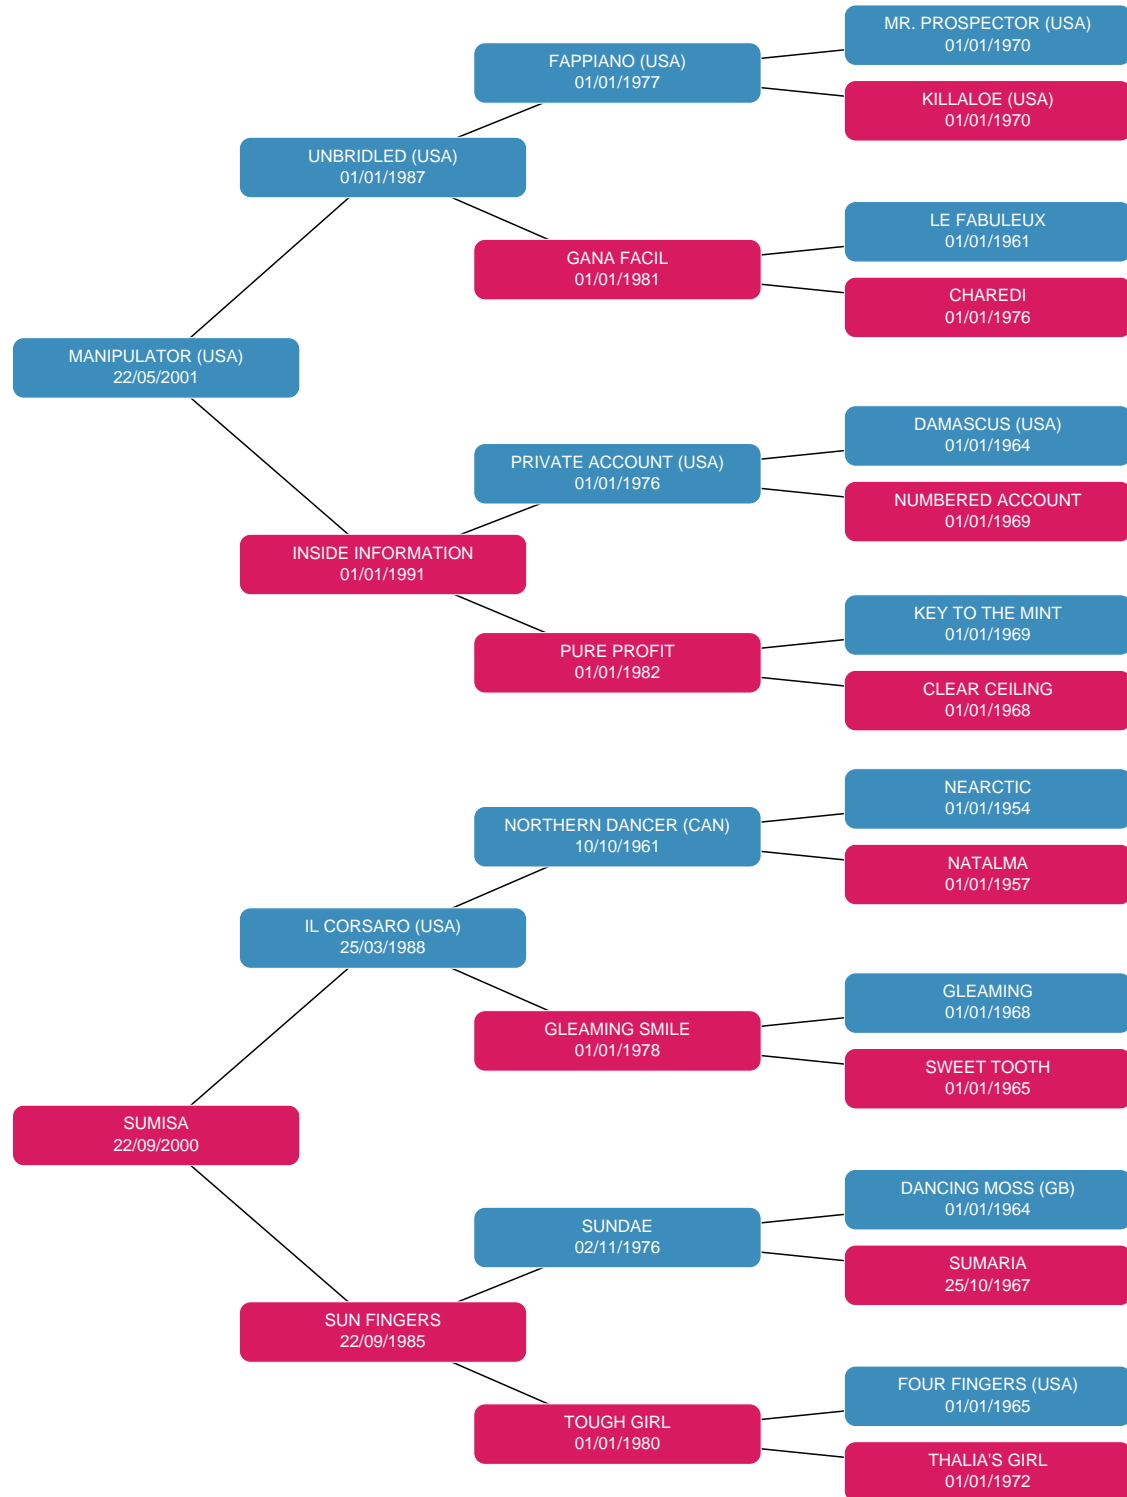 MR. PROSPECTOR (USA)
01/01/1970
FAPPIANO (USA)
01/01/1977
KILLALOE (USA)
01/01/1970
UNBRIDLED (USA)
01/01/1987
LE FABULEUX
01/01/1961
GANA FACIL
01/01/1981
CHAREDI
01/01/1976
MANIPULATOR (USA)
22/05/2001
DAMASCUS (USA)
01/01/1964
PRIVATE ACCOUNT (USA)
01/01/1976
NUMBERED ACCOUNT
01/01/1969
INSIDE INFORMATION
01/01/1991
KEY TO THE MINT
01/01/1969
PURE PROFIT
01/01/1982
CLEAR CEILING
01/01/1968
NEARCTIC
01/01/1954
NORTHERN DANCER (CAN)
10/10/1961
NATALMA
01/01/1957
IL CORSARO (USA)
25/03/1988
GLEAMING
01/01/1968
GLEAMING SMILE
01/01/1978
SWEET TOOTH
01/01/1965
SUMISA
22/09/2000
DANCING MOSS (GB)
01/01/1964
SUNDAE
02/11/1976
SUMARIA
25/10/1967
SUN FINGERS
22/09/1985
FOUR FINGERS (USA)
01/01/1965
TOUGH GIRL
01/01/1980
THALIA'S GIRL
01/01/1972